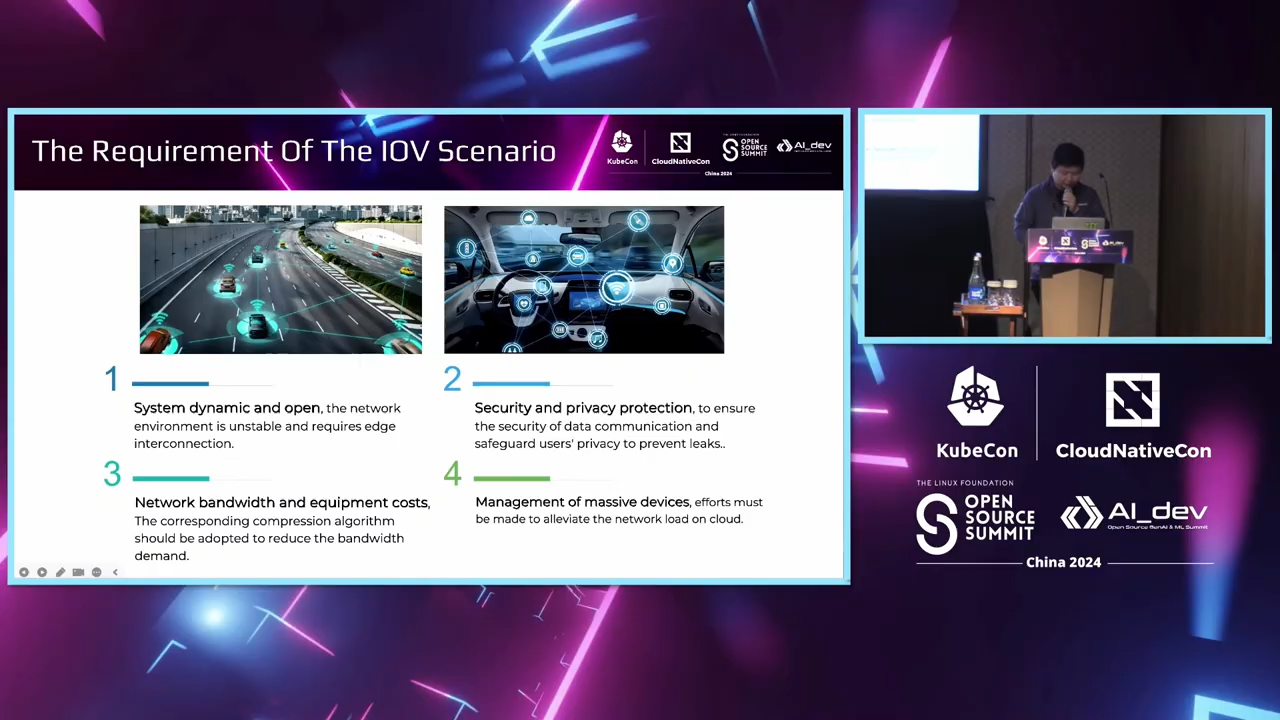 The Requirement Of The IOV Scenario
KubeCon
CloudNativeCon
OPEN
SOURCE
SUMMIT
AI_dev
China 2024
1
System dynamic and open, the network
environment is unstable and requires edge
interconnection.
2
Security and privacy protection, to ensure
the security of data communication and
safeguard users' privacy to prevent leaks..
3
Network bandwidth and equipment costs,
The corresponding compression algorithm
should be adopted to reduce the bandwidth
demand.
4
Management of massive devices, efforts must
be made to alleviate the network load on cloud.
KubeCon
CloudNativeCon
THE LINUX FOUNDATION
OPEN
SOURCE
SUMMIT
AI_dev
Open Source GenAI & ML Summit
China 2024